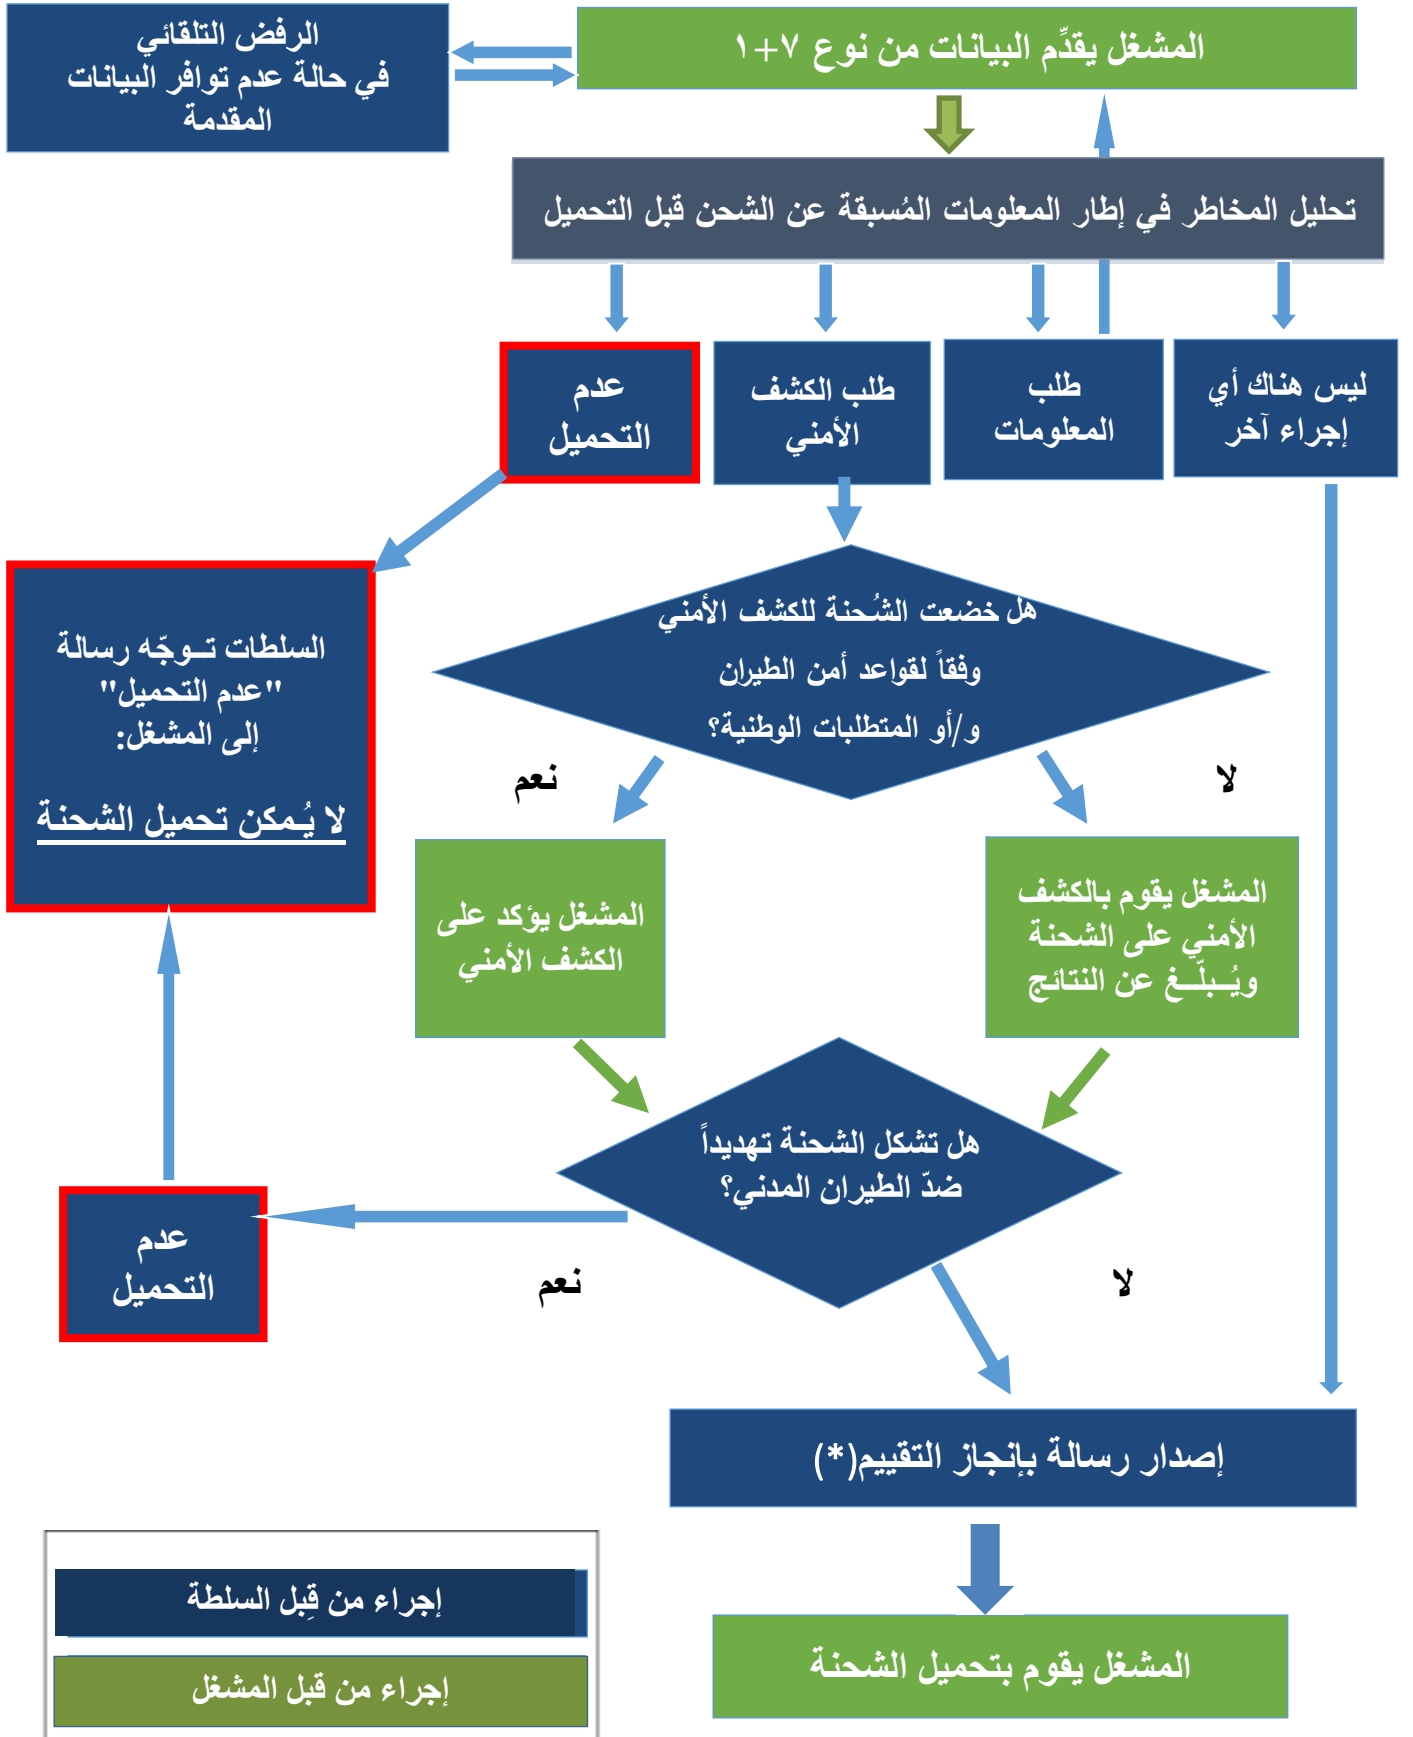 المشغل يقدِّم البيانات من نوع ٧+١
الرفض التلقائي
في حالة عدم توافر البيانات
المقدمة
تحليل المخاطر في إطار المعلومات المُسبقة عن الشحن قبل التحميل
ليس هناك أي
إجراء آخر
طلب
المعلومات
طلب الكشف
الأمني
عدم
التحميل
هل خضعت الشُحنة للكشف الأمني
وفقاً لقواعد أمن الطيران
و/أو المتطلبات الوطنية؟
السلطات تــوجّه رسالة
"عدم التحميل"
إلى المشغل:
لا يُـمكن تحميل الشحنة
لا
نعم
المشغل يقوم بالكشف
الأمني على الشحنة
ويُــبلّــغ عن النتائج
المشغل يؤكد على
الكشف الأمني
هل تشكل الشحنة تهديداً
ضدّ الطيران المدني؟
عدم
التحميل
لا
نعم
إصدار رسالة بإنجاز التقييم(*)
المشغل يقوم بتحميل الشحنة
إجراء من قِبل السلطة
إجراء من قبل المشغل